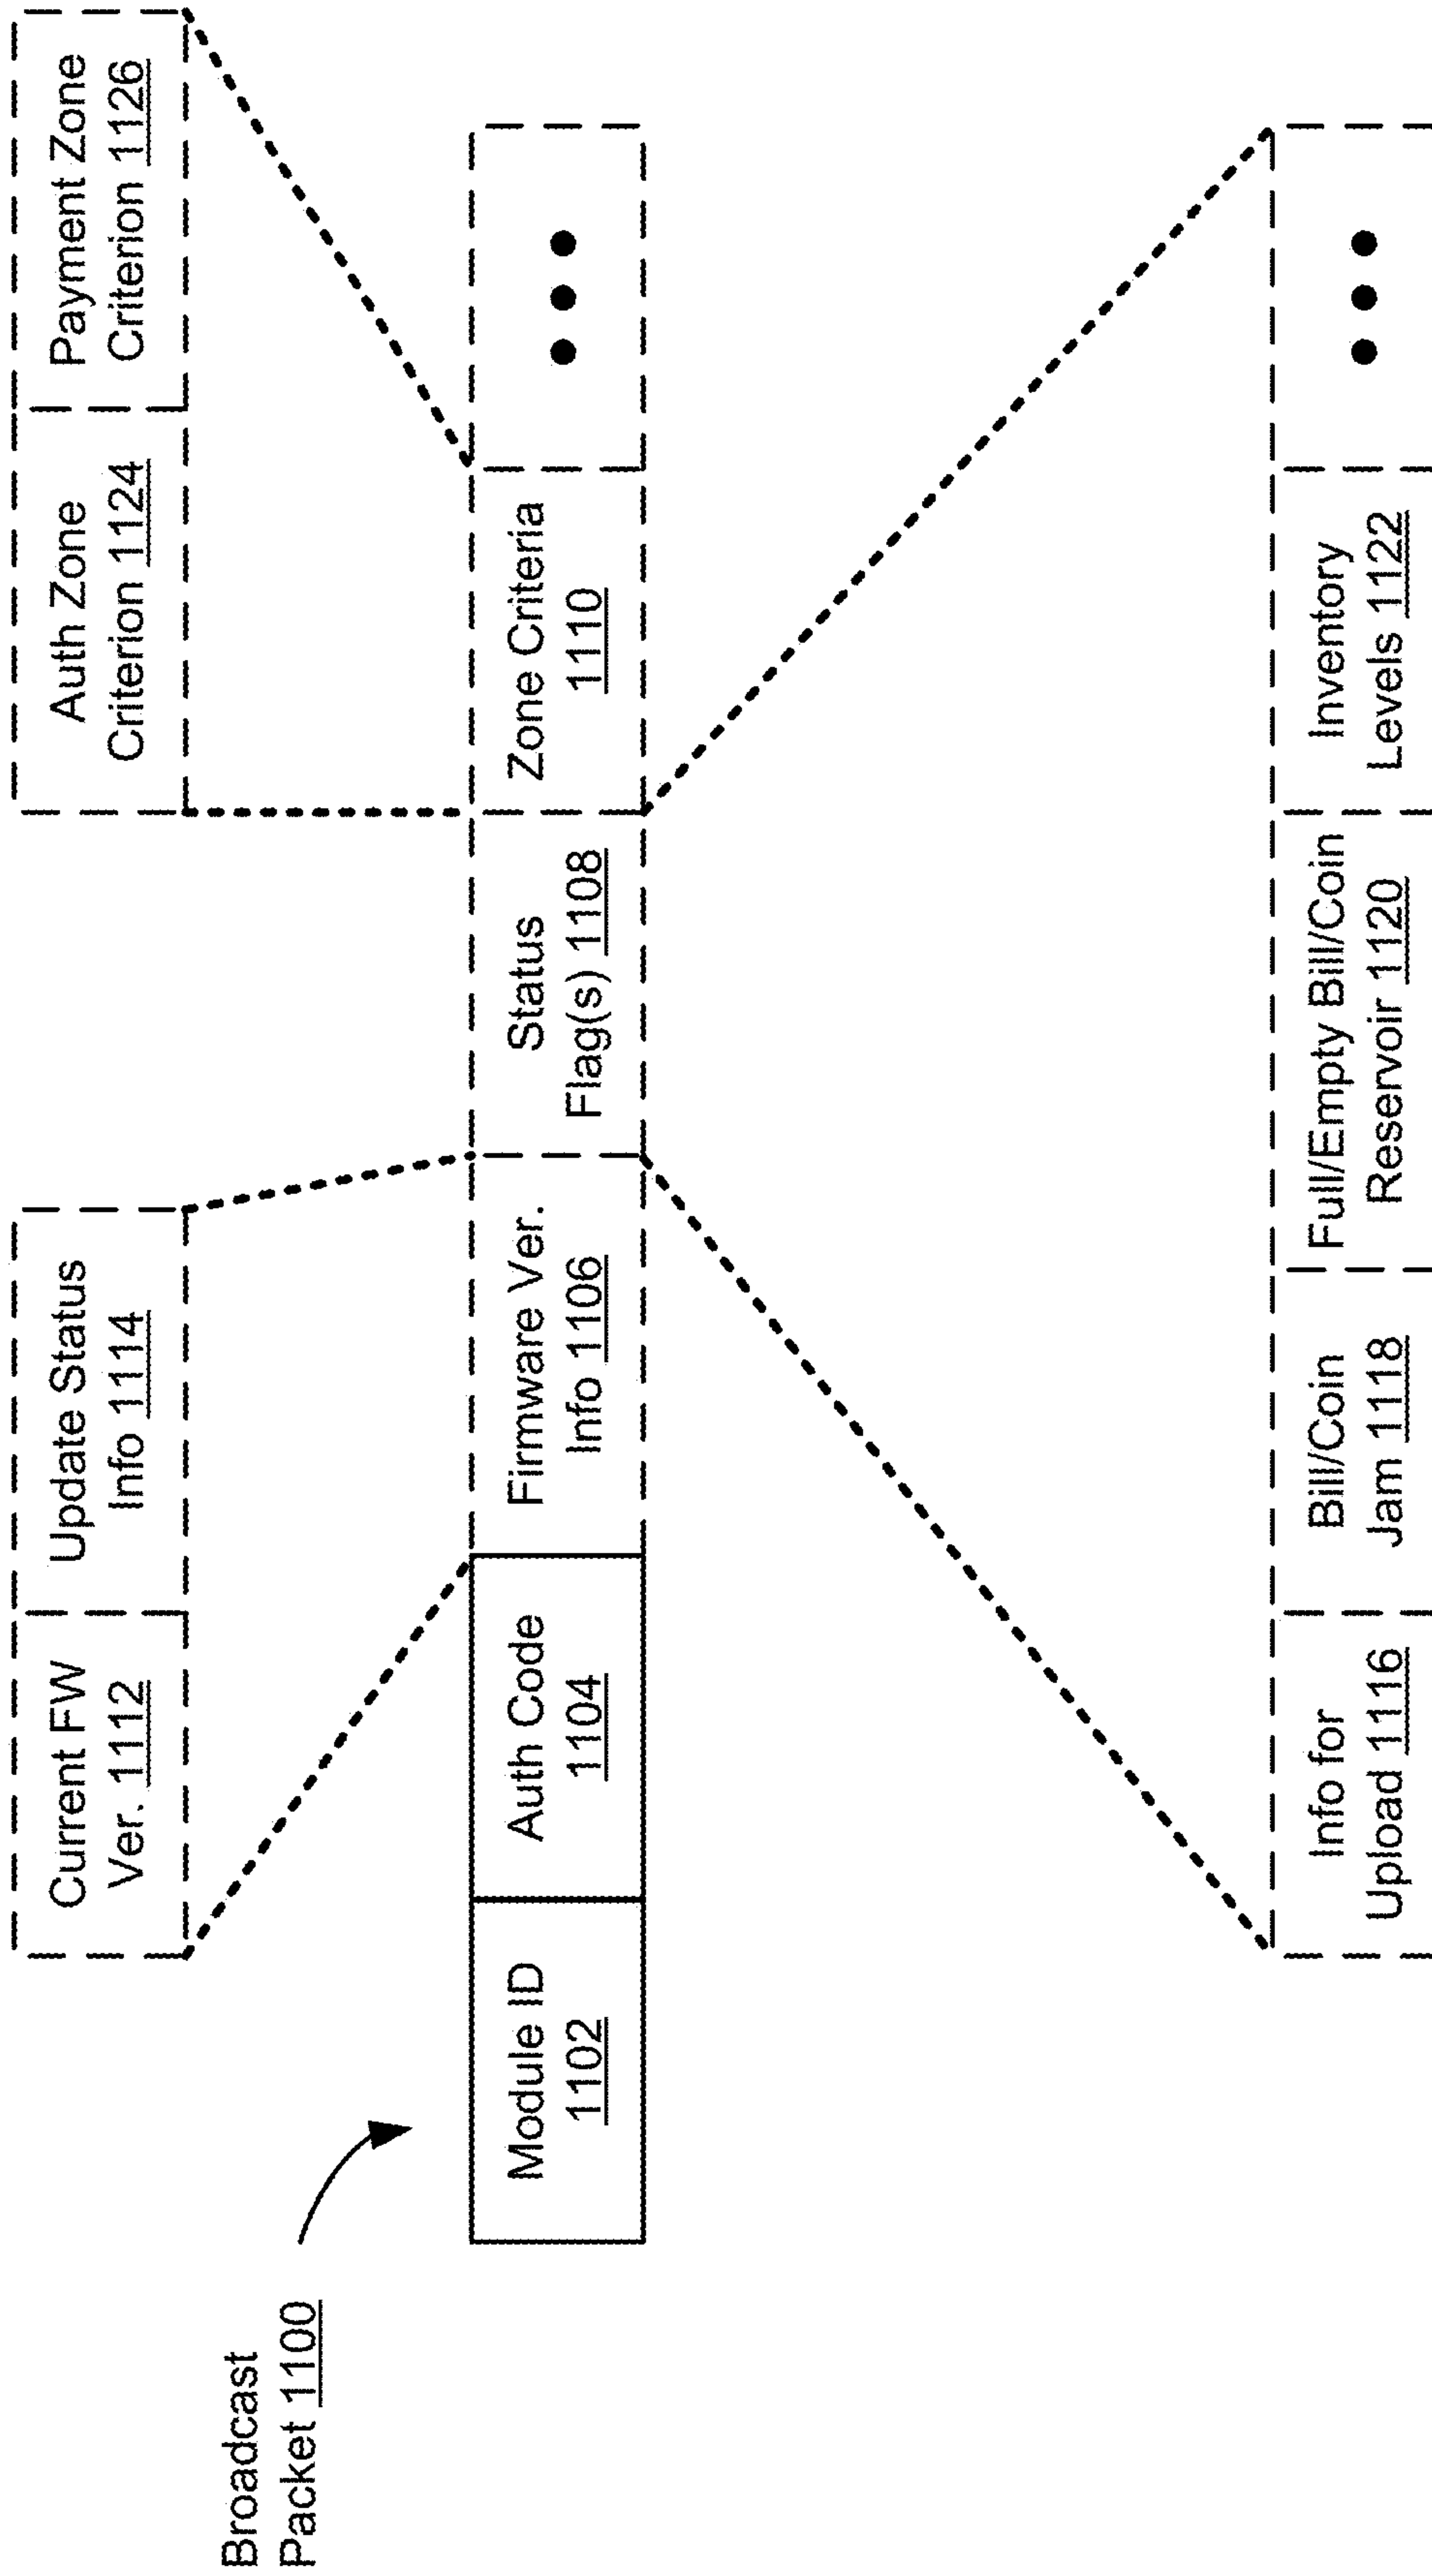 Current FW
Ver. 1112
Update Status
Info 1114
Auth Zone
Criterion 1124
Payment Zone
Criterion 1126
Broadcast
Packet 1100
Module ID
1102
Auth Code
1104
Firmware Ver.
Info 1106
Status
Flag(s) 1108
Zone Criteria
1110
Info for
Upload 1116
Bill/Coin
Jam 1118
Full/Empty Bill/Coin
Reservoir 1120
Inventory
Levels 1122